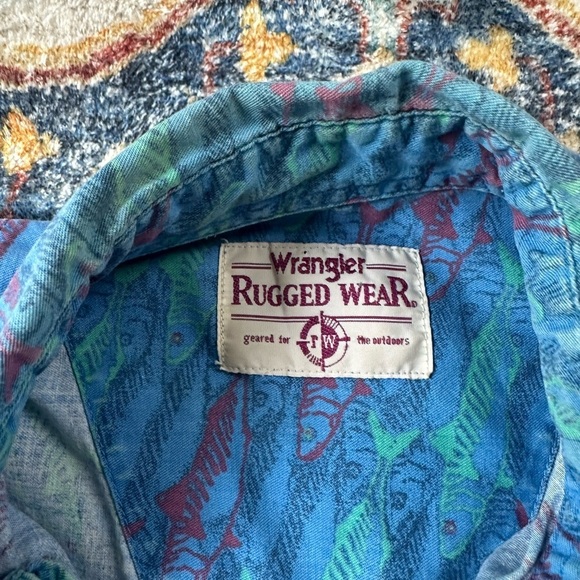 Wrangler
RUGGED WEAR®
geared for rW the outdoors